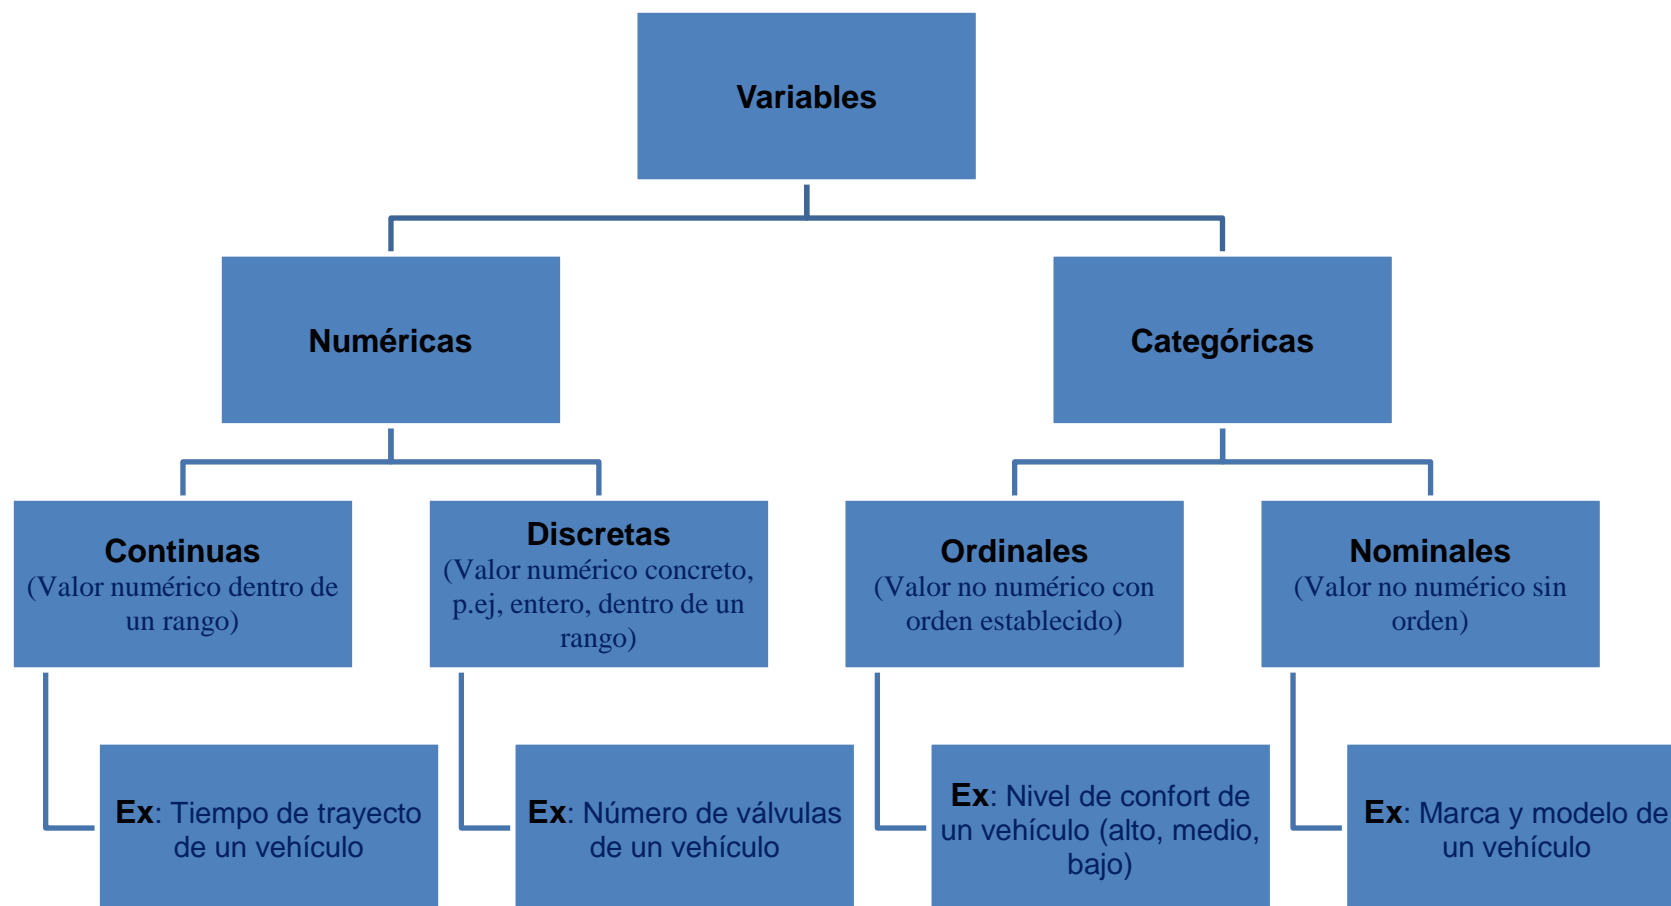 Variables
Numéricas
Categóricas
Continuas
(Valor numérico dentro de
un rango)
Discretas
(Valor numérico concreto,
p.ej, entero, dentro de un
rango)
Ordinales
(Valor no numérico con
orden establecido)
Nominales
(Valor no numérico sin
orden)
Ex: Tiempo de trayecto
de un vehículo
Ex: Número de válvulas
de un vehículo
Ex: Nivel de confort de
un vehículo (alto, medio,
bajo)
Ex: Marca y modelo de
un vehículo